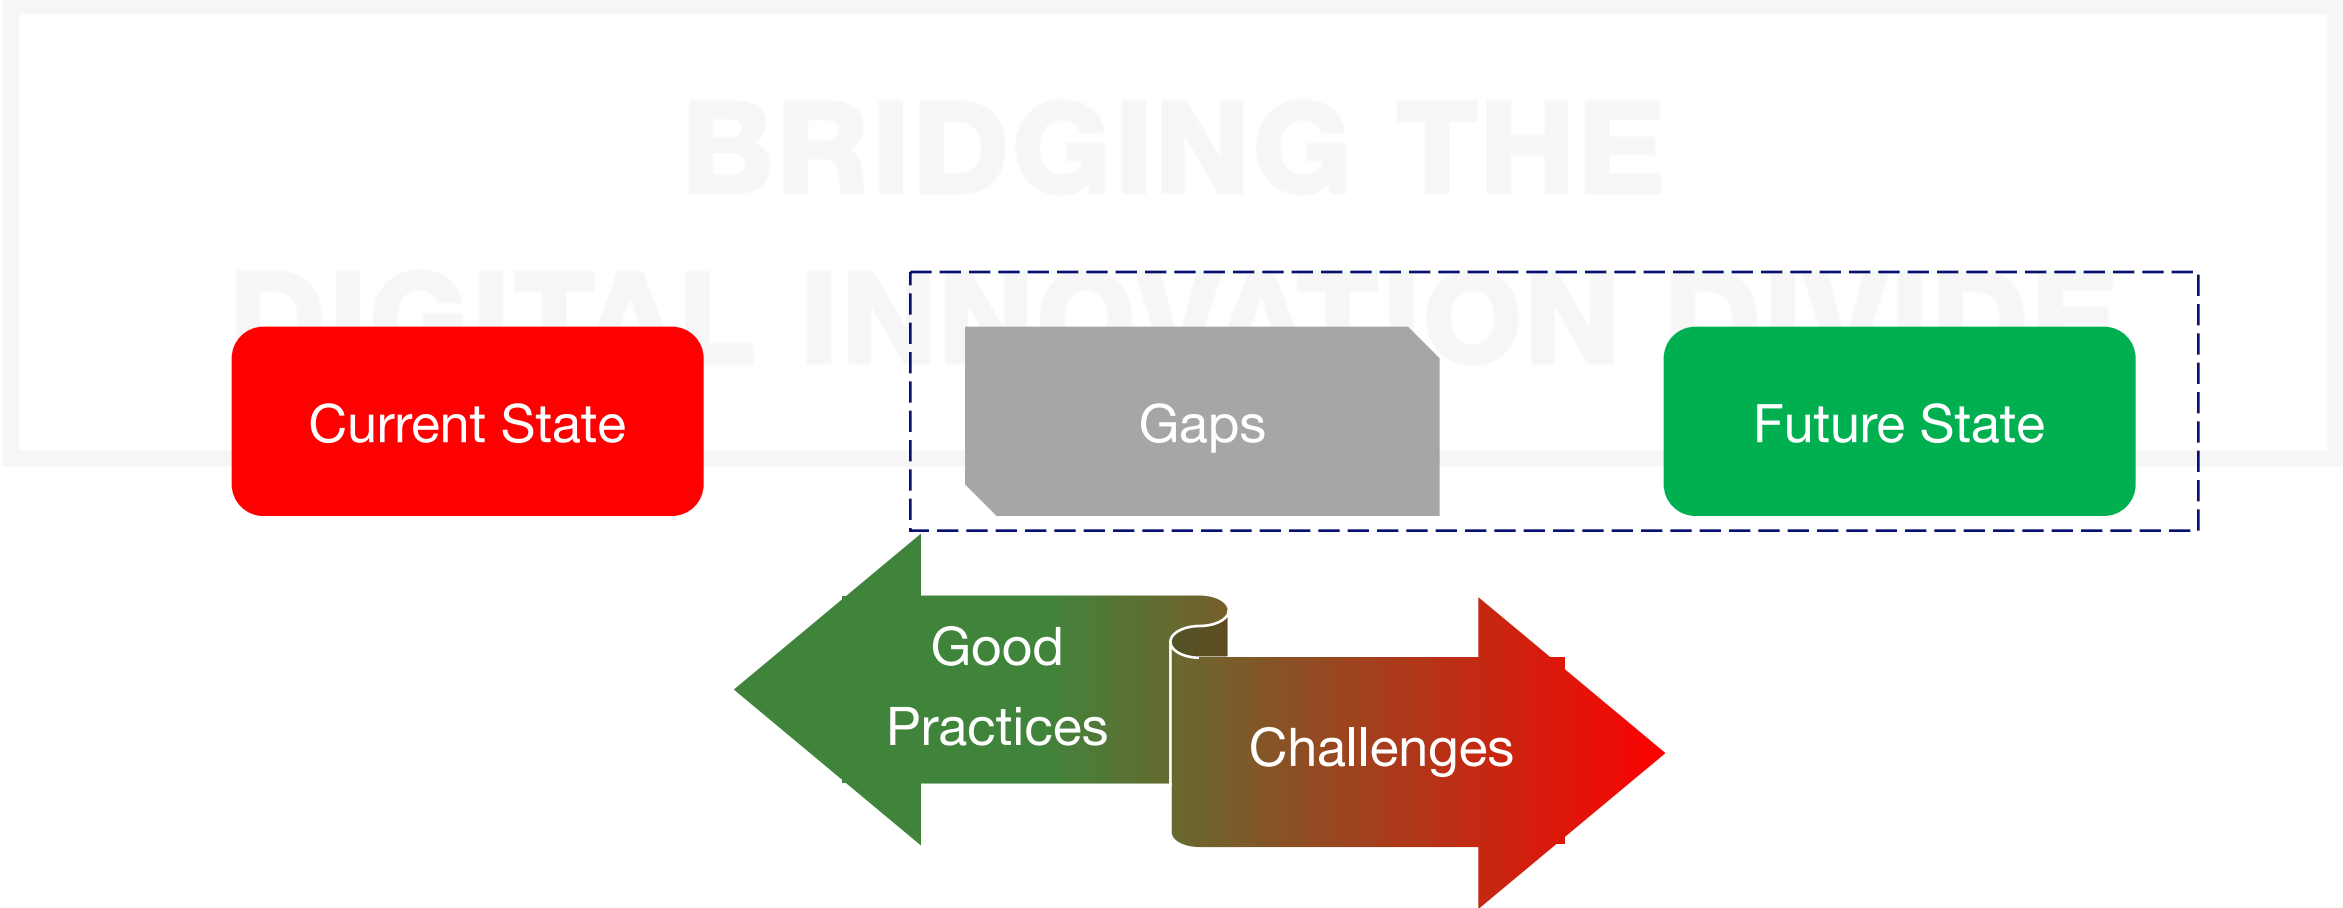 BRIDGING THE
DIGITAL INNOVATION DIVIDE
Current State
Gaps
Future State
Good
Practices
Challenges